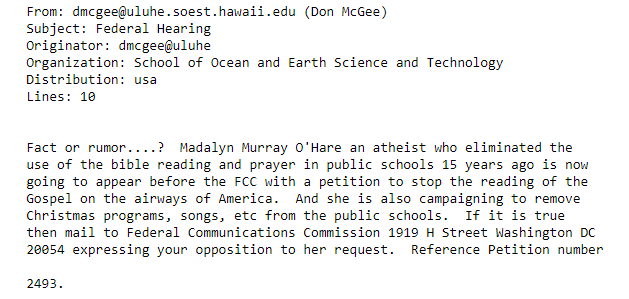 From: dmcgee@uluhe.soest.hawaii.edu (Don McGee)
Subject: Federal Hearing
Originator: dmcgee@uluhe
Organization: School of Ocean and Earth Science and Technology
Distribution: usa
Lines: 10
Fact or rumor....?  Madalyn Murray O'Hare an atheist who eliminated the
use of the bible reading and prayer in public schools 15 years ago is now
going to appear before the FCC with a petition to stop the reading of the
Gospel on the airways of America.  And she is also campaigning to remove
Christmas programs, songs, etc from the public schools.  If it is true
then mail to Federal Communications Commission 1919 H Street Washington DC
20054 expressing your opposition to her request.  Reference Petition number
2493.